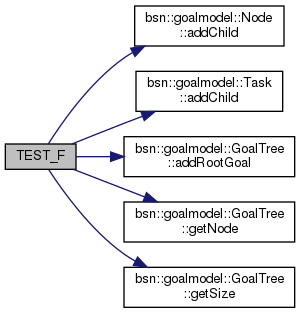 bsn::goalmodel::Node
::addChild
bsn::goalmodel::Task
::addChild
TEST_F
bsn::goalmodel::GoalTree
::addRootGoal
bsn::goalmodel::GoalTree
::getNode
bsn::goalmodel::GoalTree
::getSize